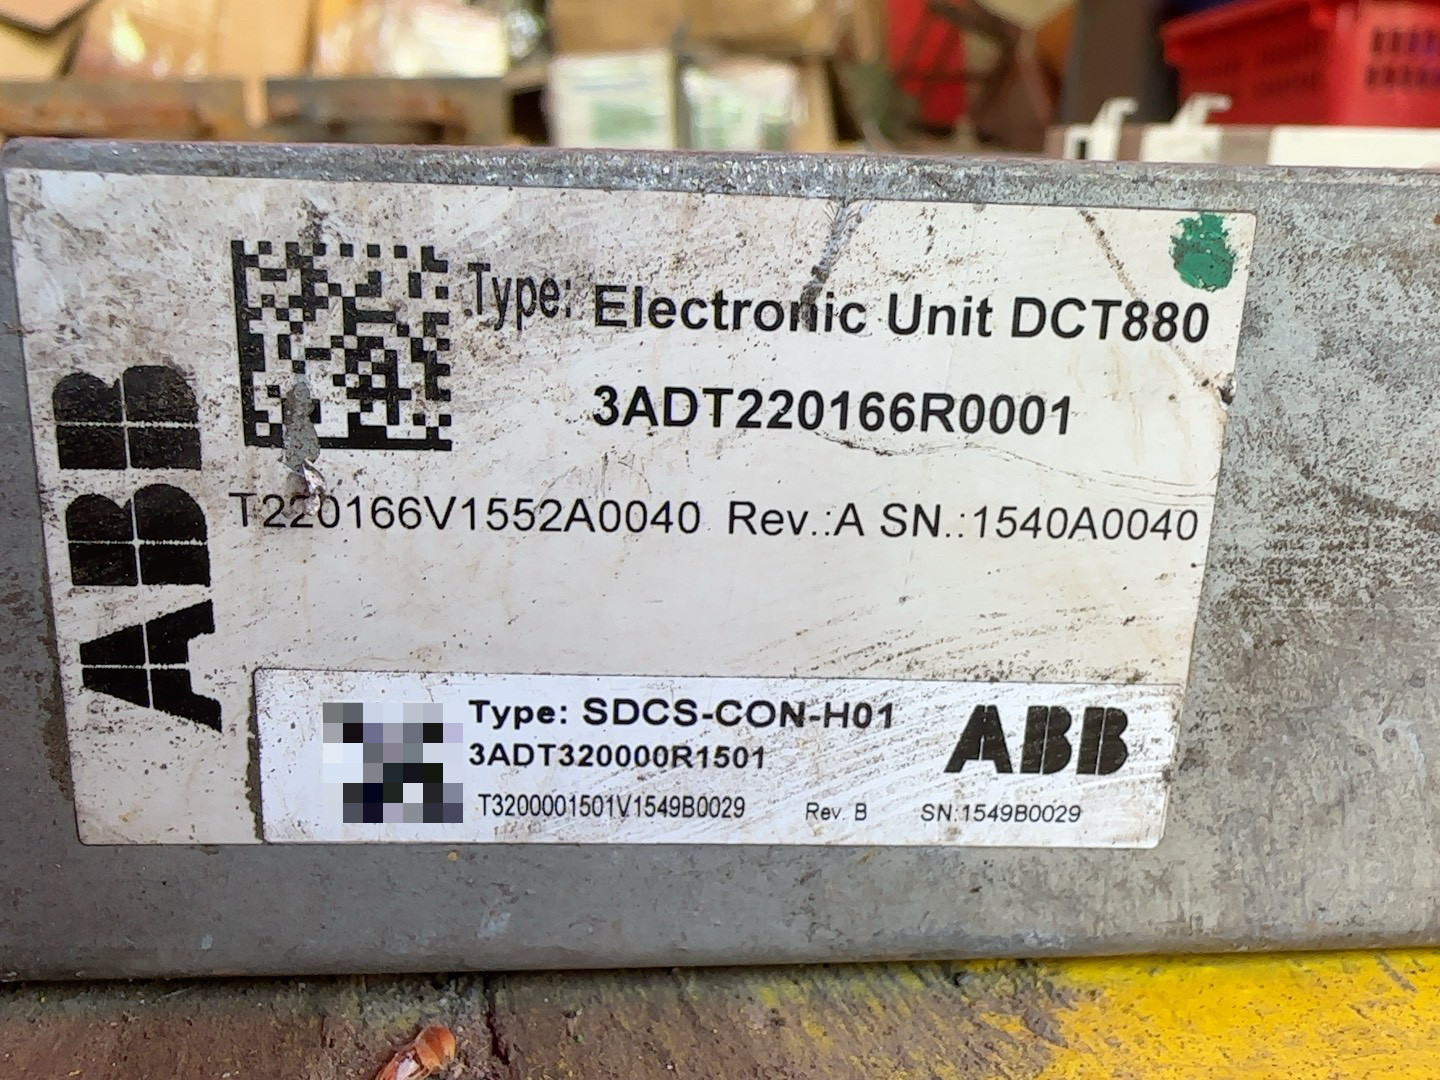 ABB
Type: Electronic Unit DCT880
3ADT220166R0001
T220166V1552A0040 Rev.:A SN.:1540A0040
Type: SDCS-CON-H01
3ADT320000R1501
ABB
T3200001501V1549B0029 Rev. B SN:1549B0029